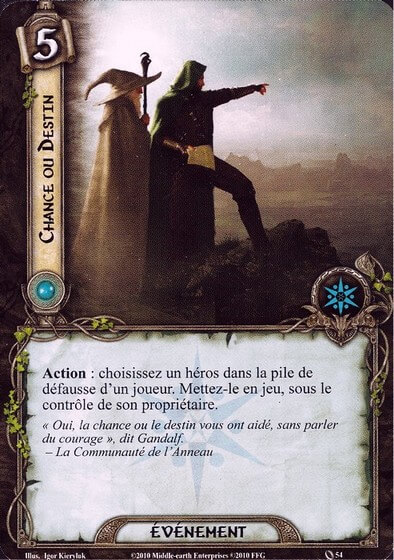 5
CHANCE OU DESTIN
Action : choisissez un héros dans la pile de
défausse d'un joueur. Mettez-le en jeu, sous le
contrôle de son propriétaire.
« Oui, la chance ou le destin vous ont aidé, sans parler
du courage », dit Gandalf.
– La Communauté de l'Anneau
ÉVÉNEMENT
Illus. Igor Kieryluk ©2010 Middle-earth Enterprises ©2010 FFG 54